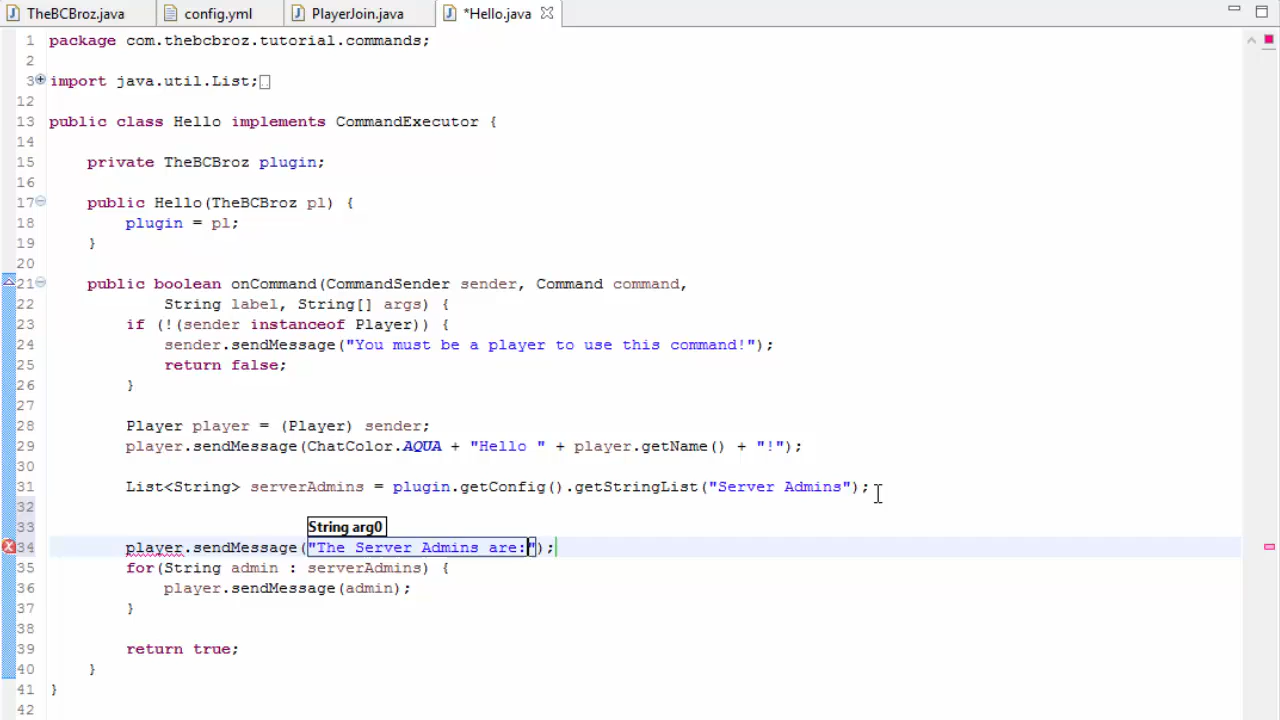 TheBCBroz.java config.yml PlayerJoin.java *Hello.java
1 package com.thebcbroz.tutorial.commands;
2
3 import java.util.List;
12
13 public class Hello implements CommandExecutor {
14
15 private TheBCBroz plugin;
16
17 public Hello(TheBCBroz pl) {
18 plugin = pl;
19 }
20
21 public boolean onCommand(CommandSender sender, Command command,
22 String label, String[] args) {
23 if (!(sender instanceof Player)) {
24 sender.sendMessage("You must be a player to use this command!");
25 return false;
26 }
27
28 Player player = (Player) sender;
29 player.sendMessage(ChatColor.AQUA + "Hello " + player.getName() + "!");
30
31 List<String> serverAdmins = plugin.getConfig().getStringList("Server Admins");
32
33 String arg0
34 player.sendMessage("The Server Admins are:");
35 for(String admin : serverAdmins) {
36 player.sendMessage(admin);
37 }
38
39 return true;
40 }
41 }
42